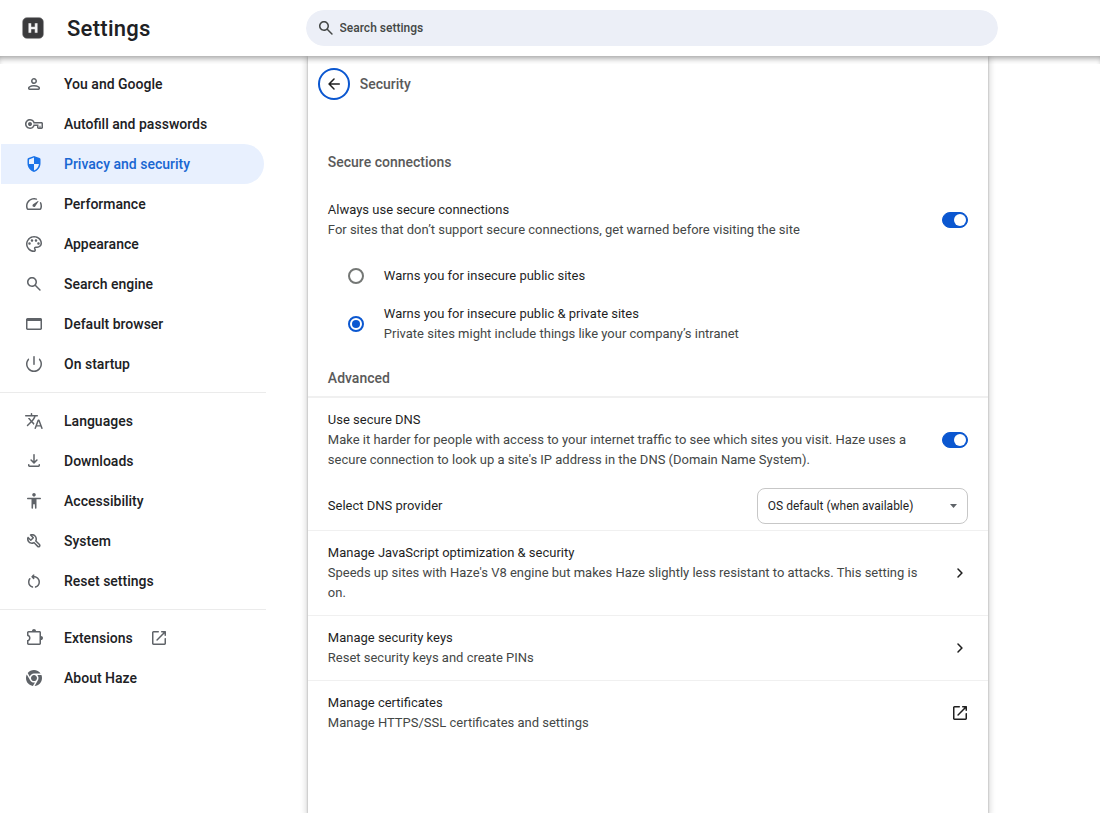 H
Settings
Search settings
You and Google
Autofill and passwords
Privacy and security
Performance
Appearance
Search engine
Default browser
On startup
Languages
Downloads
Accessibility
System
Reset settings
Extensions
About Haze
Security
Secure connections
Always use secure connections
For sites that don't support secure connections, get warned before visiting the site
Warns you for insecure public sites
Warns you for insecure public & private sites
Private sites might include things like your company's intranet
Advanced
Use secure DNS
Make it harder for people with access to your internet traffic to see which sites you visit. Haze uses a
secure connection to look up a site's IP address in the DNS (Domain Name System).
Select DNS provider
OS default (when available)
Manage JavaScript optimization & security
Speeds up sites with Haze's V8 engine but makes Haze slightly less resistant to attacks. This setting is
on.
Manage security keys
Reset security keys and create PINs
Manage certificates
Manage HTTPS/SSL certificates and settings